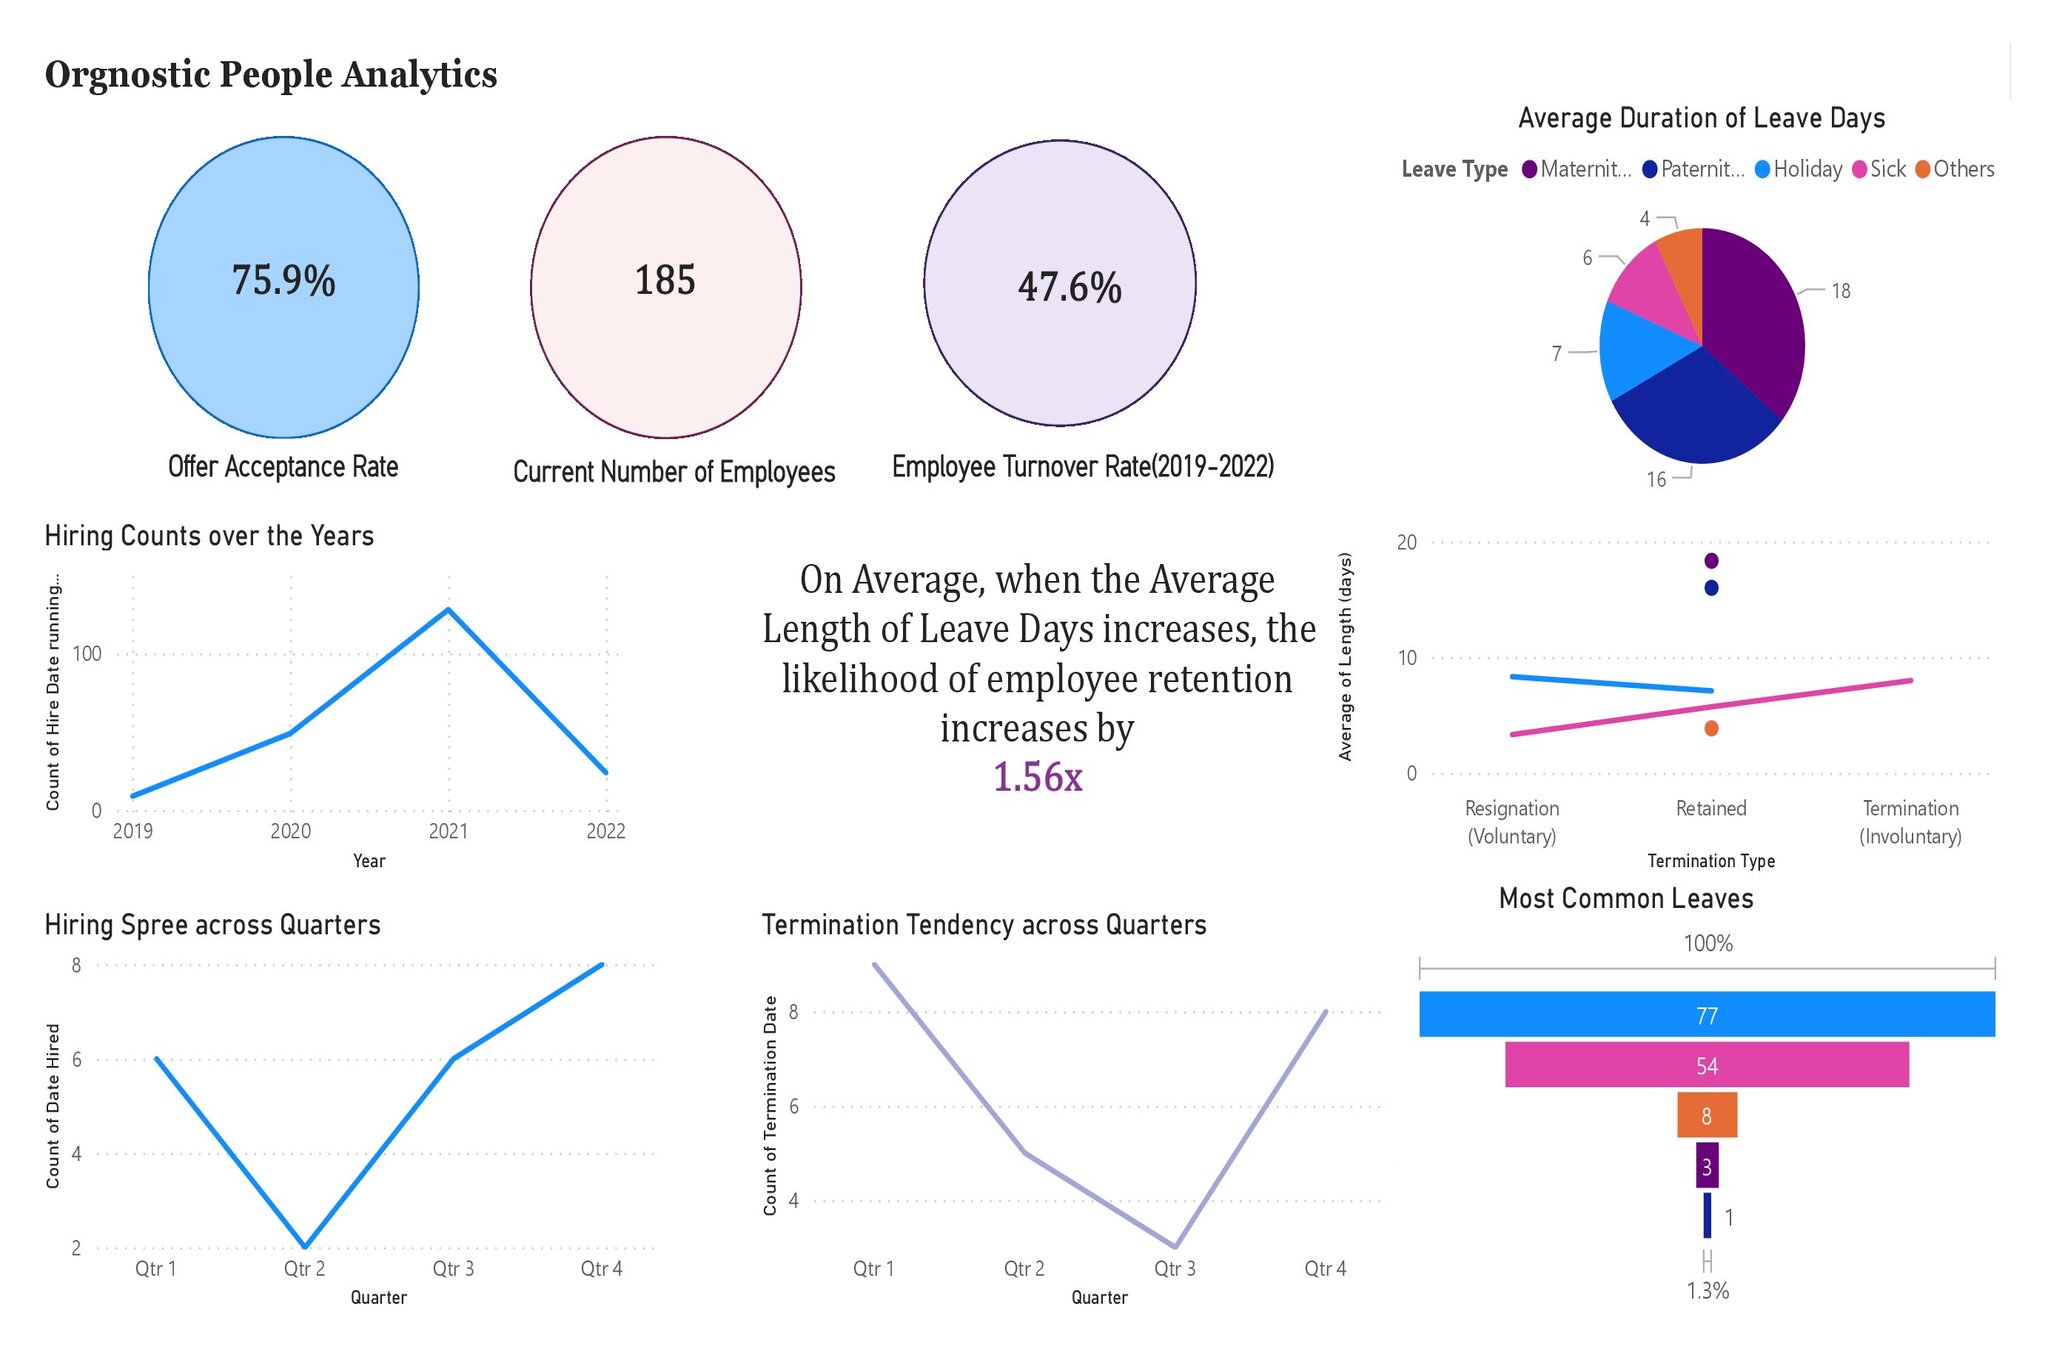 Orgnostic People Analytics
75.9%
Offer Acceptance Rate
185
Current Number of Employees
47.6%
Employee Turnover Rate(2019-2022)
Average Duration of Leave Days
Leave Type Maternit... Paternit... Holiday Sick Others
4
6
7
16
18
Hiring Counts over the Years
Count of Hire Date running...
100
0
2019 2020 2021 2022
Year
On Average, when the Average
Length of Leave Days increases, the
likelihood of employee retention
increases by
1.56x
Average of Length (days)
20
10
0
Resignation
(Voluntary)
Retained
Termination
(Involuntary)
Termination Type
Hiring Spree across Quarters
Count of Date Hired
8
6
4
2
Qtr 1 Qtr 2 Qtr 3 Qtr 4
Quarter
Termination Tendency across Quarters
Count of Termination Date
8
6
4
Qtr 1 Qtr 2 Qtr 3 Qtr 4
Quarter
Most Common Leaves
100%
77
54
8
3
1
1.3%